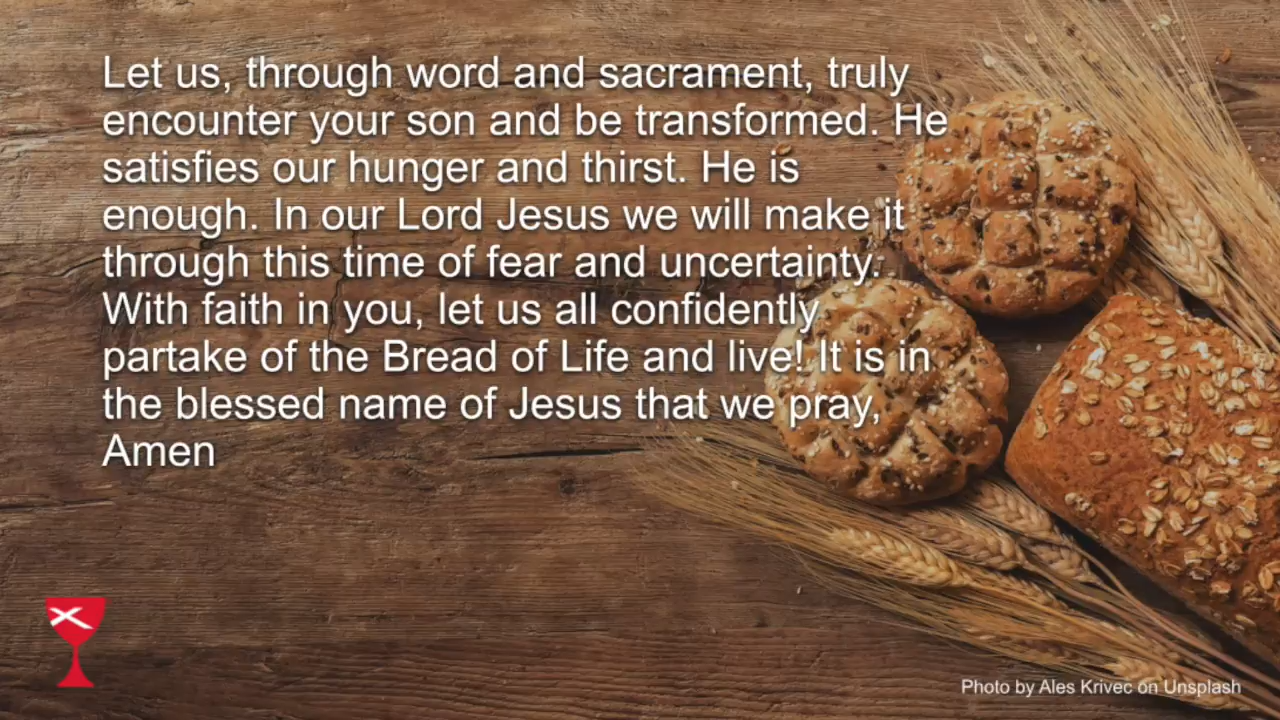 Let us, through word and sacrament, truly
encounter your son and be transformed. He
satisfies our hunger and thirst. He is
enough. In our Lord Jesus we will make it
through this time of fear and uncertainty.
With faith in you, let us all confidently
partake of the Bread of Life and live! It is in
the blessed name of Jesus that we pray,
Amen
Photo by Ales Krivec on Unsplash